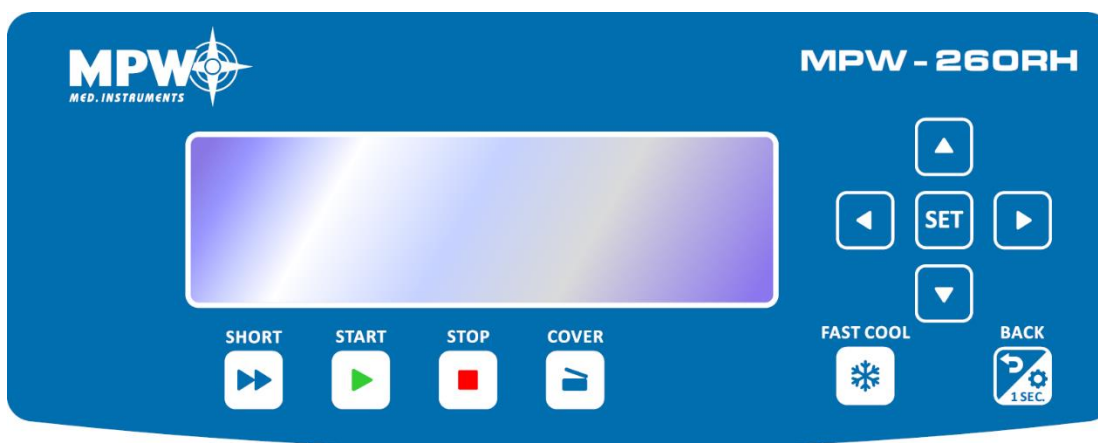 MPW
MED. INSTRUMENTS
MPW - 260RH
SET
SHORT
START
STOP
COVER
FAST COOL
BACK
1 SEC.